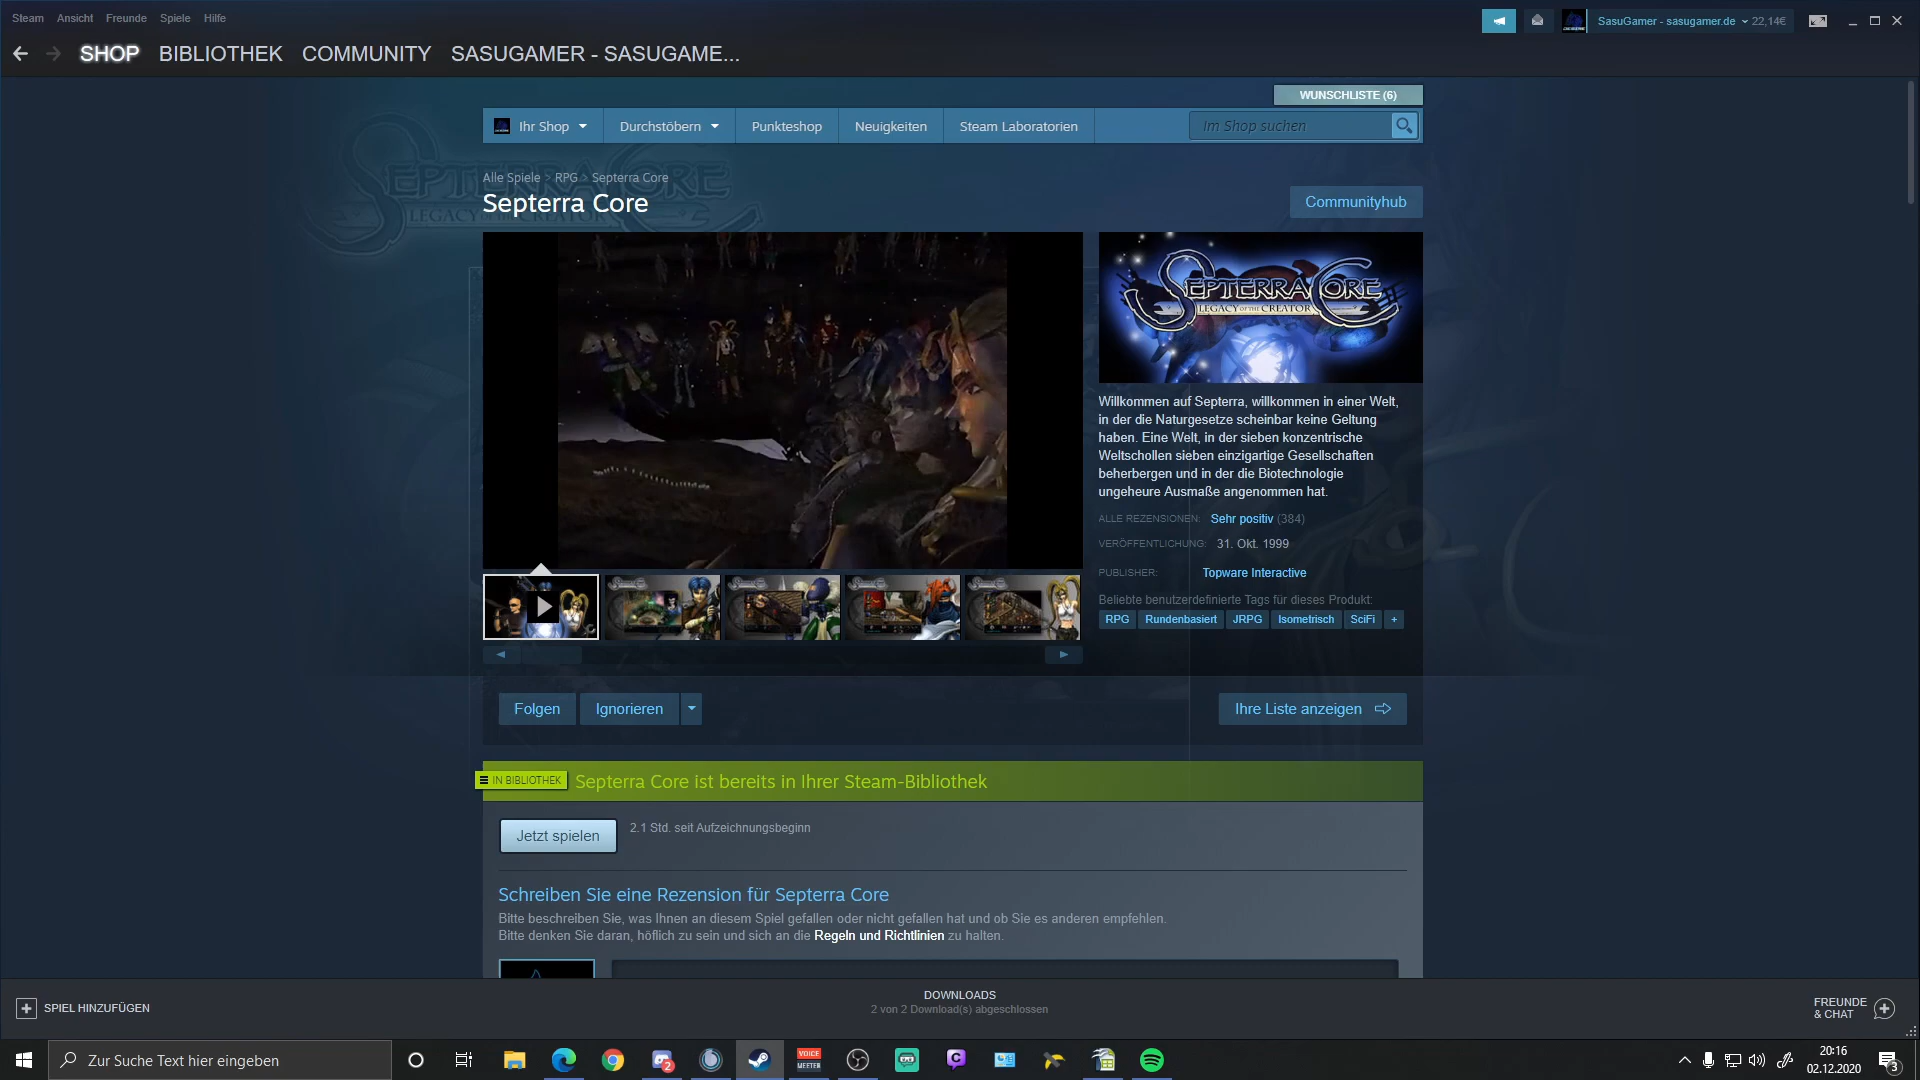 Steam Ansicht Freunde Spiele Hilfe
SasuGamer - sasugamer.de 22,14€
SHOP BIBLIOTHEK COMMUNITY SASUGAMER - SASUGAME...
WUNSCHLISTE (6)
Ihr Shop Durchstöbern Punkteshop Neuigkeiten Steam Laboratorien Im Shop suchen
Alle Spiele > RPG > Septerra Core
Septerra Core
Communityhub
SEPTERRA CORE
LEGACY OF THE CREATOR
Willkommen auf Septerra, willkommen in einer Welt,
in der die Naturgesetze scheinbar keine Geltung
haben. Eine Welt, in der sieben konzentrische
Weltschollen sieben einzigartige Gesellschaften
beherbergen und in der die Biotechnologie
ungeheure Ausmaße angenommen hat.
ALLE REZENSIONEN: Sehr positiv (384)
VERÖFFENTLICHUNG: 31. Okt. 1999
PUBLISHER: Topware Interactive
Beliebte benutzerdefinierte Tags für dieses Produkt:
RPG Rundenbasiert JRPG Isometrisch SciFi +
Folgen Ignorieren Ihre Liste anzeigen
IN BIBLIOTHEK Septerra Core ist bereits in Ihrer Steam-Bibliothek
Jetzt spielen 2.1 Std. seit Aufzeichnungsbeginn
Schreiben Sie eine Rezension für Septerra Core
Bitte beschreiben Sie, was Ihnen an diesem Spiel gefallen oder nicht gefallen hat und ob Sie es anderen empfehlen.
Bitte denken Sie daran, höflich zu sein und sich an die Regeln und Richtlinien zu halten.
SPIEL HINZUFÜGEN
DOWNLOADS
2 von 2 Download(s) abgeschlossen
FREUNDE
& CHAT
Zur Suche Text hier eingeben
2
VOICE
MEETER
20:16
02.12.2020
3